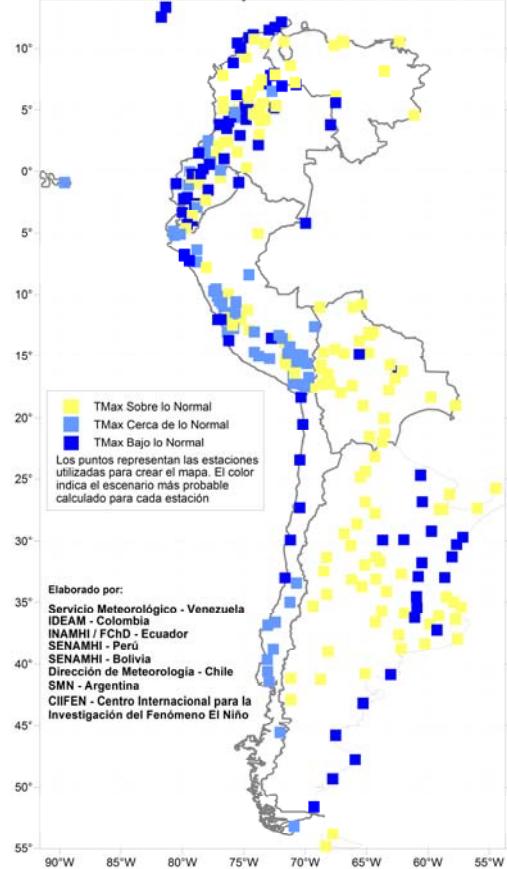 10°
5°
0°
5°
10°
15°
20°
25°
30°
35°
40°
45°
50°
55°
TMax Sobre lo Normal
TMax Cerca de lo Normal
TMax Bajo lo Normal
Los puntos representan las estaciones
utilizadas para crear el mapa. El color
indica el escenario más probable
calculado para cada estación
Elaborado por:
Servicio Meteorológico - Venezuela
IDEAM - Colombia
INAMHI / FChD - Ecuador
SENAMHI - Perú
SENAMHI - Bolivia
Dirección de Meteorología - Chile
SMN - Argentina
CIIFEN - Centro Internacional para la
Investigación del Fenómeno El Niño
90°W 85°W 80°W 75°W 70°W 65°W 60°W 55°W